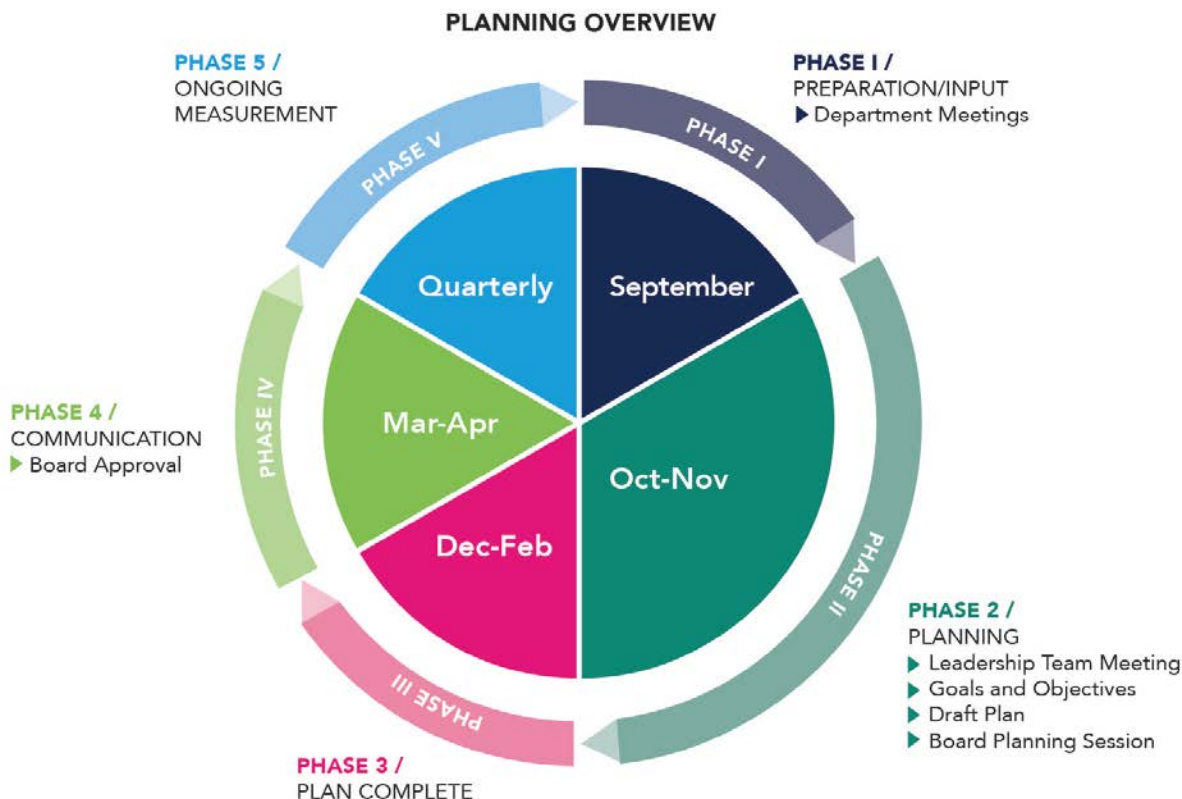 PLANNING OVERVIEW
PHASE 5 /
ONGOING
MEASUREMENT
PHASE I /
PREPARATION/INPUT
Department Meetings
PHASE V
PHASE I
Quarterly
September
PHASE 4 /
COMMUNICATION
Board Approval
PHASE IV
Mar-Apr
Oct-Nov
Dec-Feb
PHASE II
PHASE 2 /
PLANNING
Leadership Team Meeting
Goals and Objectives
Draft Plan
Board Planning Session
PHASE III
PHASE 3 /
PLAN COMPLETE